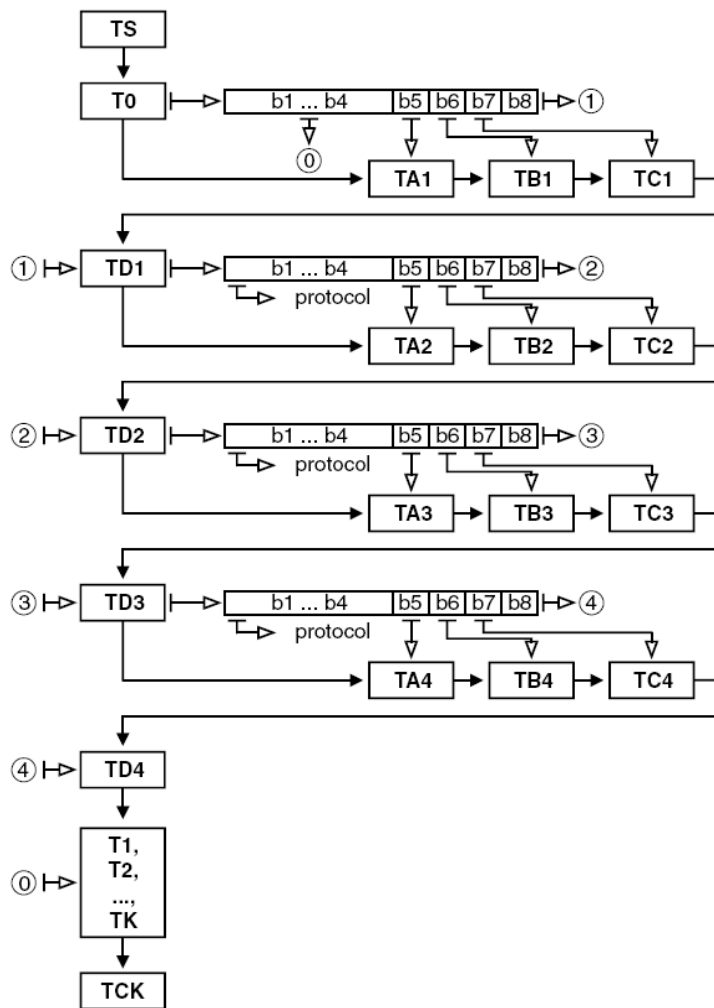 TS
T0 b1 ... b4 b5 b6 b7 b8 ①
⓪
TA1 TB1 TC1
① TD1 b1 ... b4 b5 b6 b7 b8 ②
protocol
TA2 TB2 TC2
② TD2 b1 ... b4 b5 b6 b7 b8 ③
protocol
TA3 TB3 TC3
③ TD3 b1 ... b4 b5 b6 b7 b8 ④
protocol
TA4 TB4 TC4
④ TD4
T1,
T2,
⓪ ...,
TK
TCK